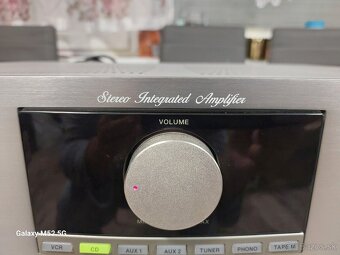 Stereo Integrated Amplifier
VOLUME
Galaxy M52 5G
VCR
CD
AUX 1
AUX 2
TUNER
PHONO
TAPE M